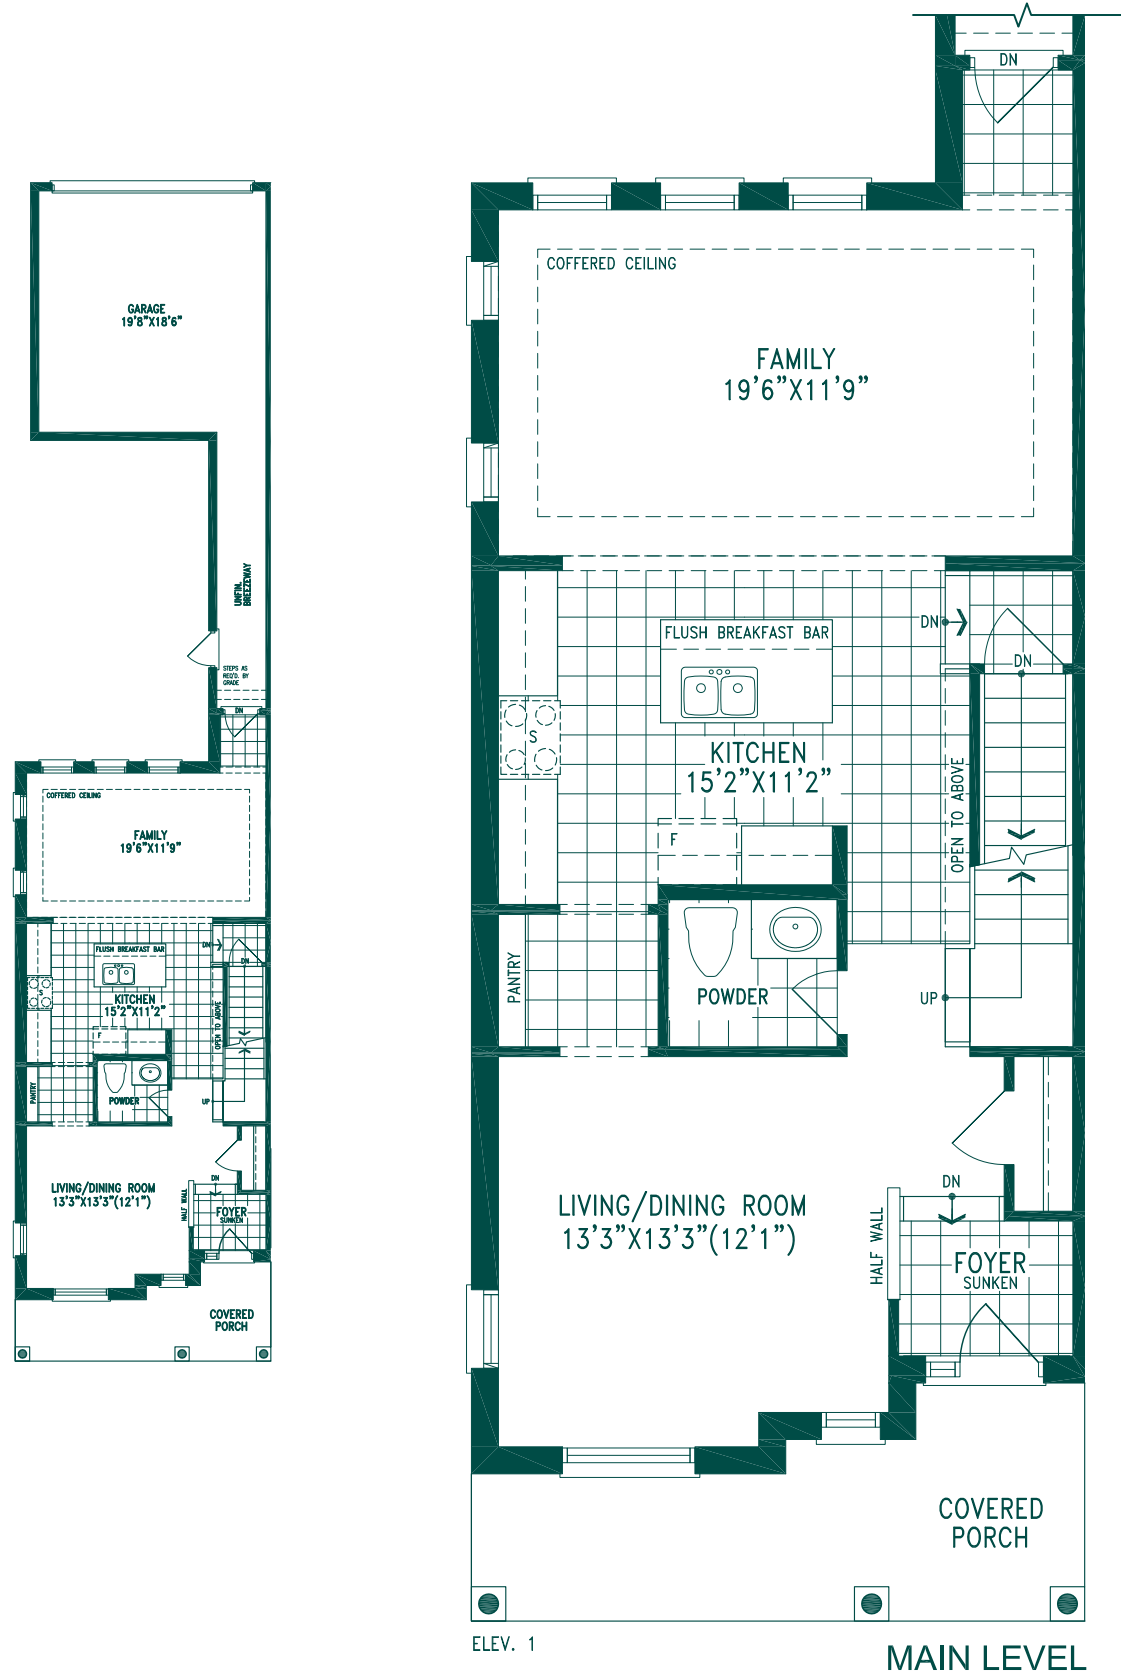 GARAGE
19'8"X18'6"
UNFIN.
BREEZEWAY
STEPS AS
REQ'D. BY
GRADE
DN
COFFERED CEILING
FAMILY
19'6"X11'9"
FLUSH BREAKFAST BAR
DN
DN
S
KITCHEN
15'2"X11'2"
OPEN TO ABOVE
F
PANTRY
POWDER
UP
LIVING/DINING ROOM
13'3"X13'3"(12'1")
DN
HALF WALL
FOYER
SUNKEN
COVERED
PORCH
DN
COFFERED CEILING
FAMILY
19'6"X11'9"
DN
FLUSH BREAKFAST BAR
DN
S
KITCHEN
15'2"X11'2"
OPEN TO ABOVE
F
PANTRY
POWDER
UP
DN
LIVING/DINING ROOM
13'3"X13'3"(12'1")
HALF WALL
FOYER
SUNKEN
COVERED
PORCH
ELEV. 1
MAIN LEVEL